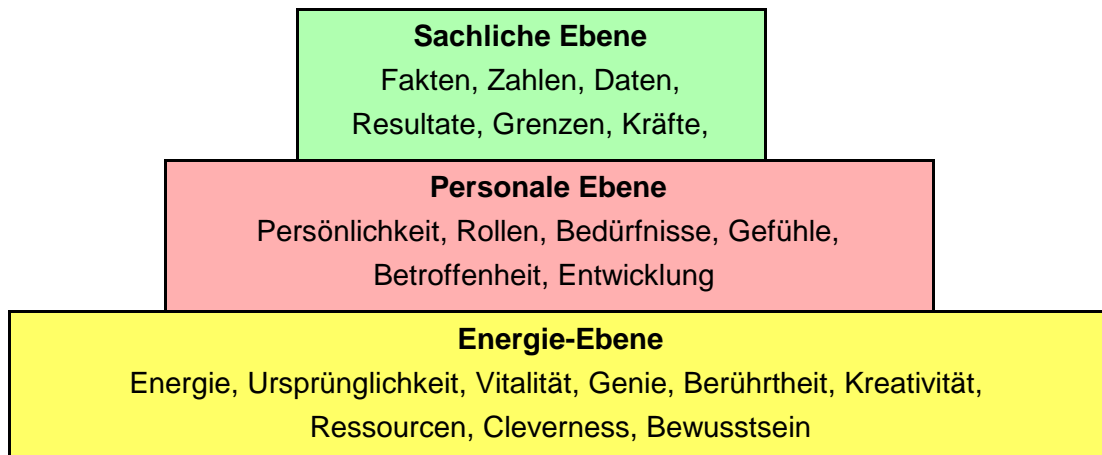 Sachliche Ebene
Fakten, Zahlen, Daten,
Resultate, Grenzen, Kräfte,
Personale Ebene
Persönlichkeit, Rollen, Bedürfnisse, Gefühle,
Betroffenheit, Entwicklung
Energie-Ebene
Energie, Ursprünglichkeit, Vitalität, Genie, Berührtheit, Kreativität,
Ressourcen, Cleverness, Bewusstsein